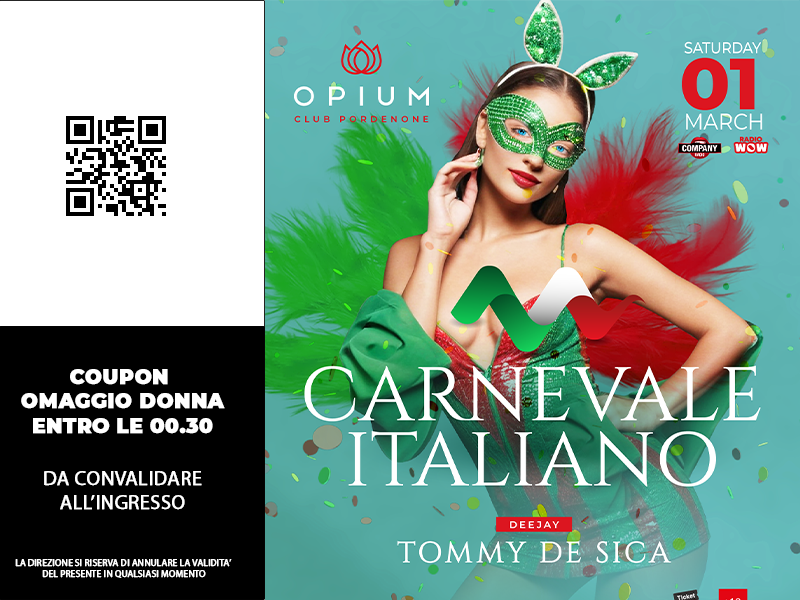 COUPON
OMAGGIO DONNA
ENTRO LE 00.30
DA CONVALIDARE
ALL'INGRESSO
LA DIREZIONE SI RISERVA DI ANNULARE LA VALIDITA'
DEL PRESENTE IN QUALSIASI MOMENTO
OPIUM
CLUB PORDENONE
SATURDAY
01
MARCH
COMPANY
RADIO
WOW
CARNEVALE
ITALIANO
DEEJAY
TOMMY DE SICA
Ticket